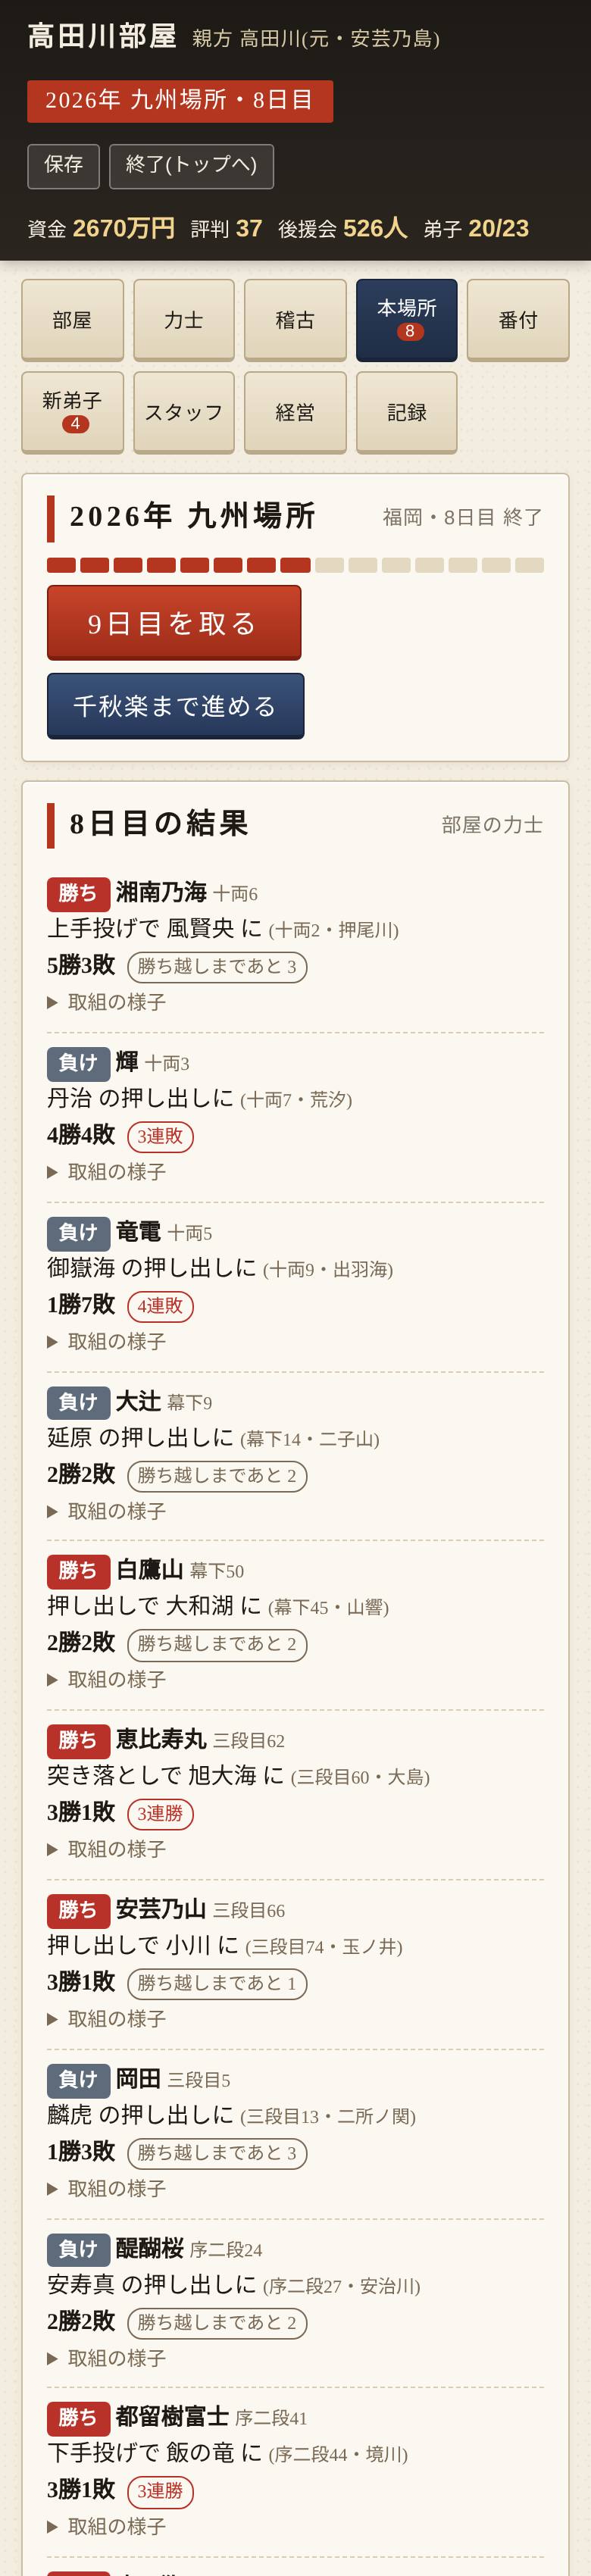 高田川部屋 親方 高田川(元・安芸乃島)
2026年 九州場所・8日目
保存 終了(トップへ)
資金 2670万円 評判 37 後援会 526人 弟子 20/23
部屋 力士 稽古 本場所 8 番付
新弟子 4 スタッフ 経営 記録
2026年 九州場所 福岡・8日目 終了
9日目を取る
千秋楽まで進める
8日目の結果 部屋の力士
勝ち 湘南乃海 十両6
上手投げで 風賢央 に (十両2・押尾川)
5勝3敗 勝ち越しまであと 3
▶ 取組の様子
負け 輝 十両3
丹治 の押し出しに (十両7・荒汐)
4勝4敗 3連敗
▶ 取組の様子
負け 竜電 十両5
御嶽海 の押し出しに (十両9・出羽海)
1勝7敗 4連敗
▶ 取組の様子
負け 大辻 幕下9
延原 の押し出しに (幕下14・二子山)
2勝2敗 勝ち越しまであと 2
▶ 取組の様子
勝ち 白鷹山 幕下50
押し出しで 大和湖 に (幕下45・山響)
2勝2敗 勝ち越しまであと 2
▶ 取組の様子
勝ち 恵比寿丸 三段目62
突き落としで 旭大海 に (三段目60・大島)
3勝1敗 3連勝
▶ 取組の様子
勝ち 安芸乃山 三段目66
押し出しで 小川 に (三段目74・玉ノ井)
3勝1敗 勝ち越しまであと 1
▶ 取組の様子
負け 岡田 三段目5
麟虎 の押し出しに (三段目13・二所ノ関)
1勝3敗 勝ち越しまであと 3
▶ 取組の様子
負け 醍醐桜 序二段24
安寿真 の押し出しに (序二段27・安治川)
2勝2敗 勝ち越しまであと 2
▶ 取組の様子
勝ち 都留樹富士 序二段41
下手投げで 飯の竜 に (序二段44・境川)
3勝1敗 3連勝
▶ 取組の様子